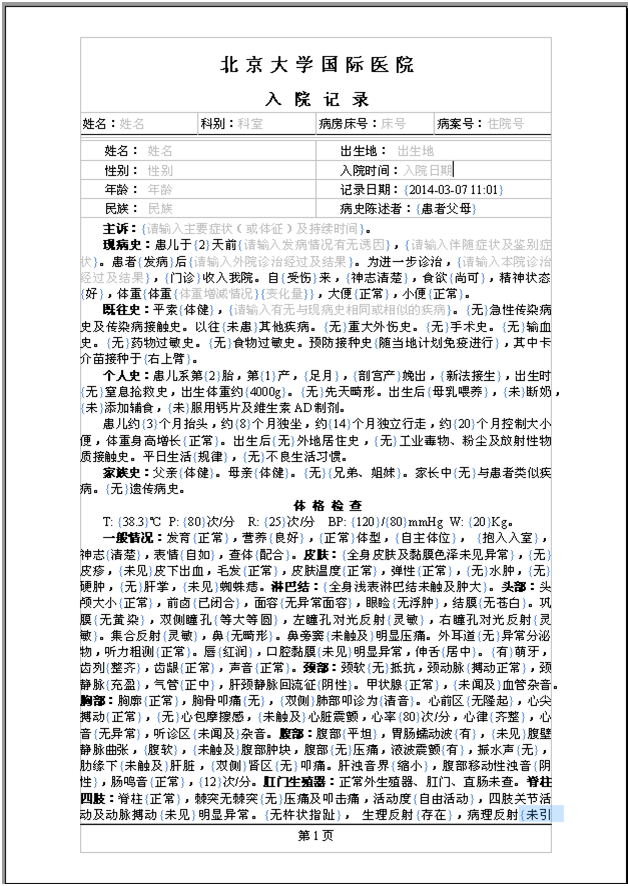 北京大学国际医院
入 院 记 录
姓名：姓名 科别：科室 病房床号：床号 病案号：住院号
姓名： 姓名 出生地： 出生地
性别： 性别 入院时间：入院日期
年龄： 年龄 记录日期：{2014-03-07 11:01}
民族： 民族 病史陈述者：{患者父母}
主诉：{请输入主要症状（或体征）及持续时间}。
现病史：患儿于{2}天前{请输入发病情况有无诱因}，{请输入伴随症状及鉴别症
状}。患者{发病}后{请输入外院诊治经过及结果}。为进一步诊治，{请输入本院诊治
经过及结果}，{门诊}收入我院。自{受伤}来，{神志清楚}，食欲{尚可}，精神状态
{好}，体重{体重{体重增减情况}{变化量}}，大便{正常}，小便{正常}。
既往史：平素{体健}，{请输入有无与现病史相同或相似的疾病}。{无}急性传染病
史及传染病接触史。以往{未患}其他疾病。{无}重大外伤史。{无}手术史。{无}输血
史。{无}药物过敏史。{无}食物过敏史。预防接种史{随当地计划免疫进行}，其中卡
介苗接种于{右上臂}。
个人史：患儿系第{2}胎，第{1}产，{足月}，{剖宫产}娩出，{新法接生}，出生时
{无}窒息抢救史，出生体重约{4000g}。{无}先天畸形。出生后{母乳喂养}，{未}断奶，
{未}添加辅食，{未}服用钙片及维生素AD制剂。
患儿约{3}个月抬头，约{8}个月独坐，约{14}个月独立行走，约{20}个月控制大小
便，体重身高增长{正常}。出生后{无}外地居住史，{无}工业毒物、粉尘及放射性物
质接触史。平日生活{规律}，{无}不良生活习惯。
家族史：父亲{体健}。母亲{体健}。{无}{兄弟、姐妹}。家长中{无}与患者类似疾
病。{无}遗传病史。
体 格 检 查
T: {38.3}℃ P: {80}次/分 R: {25}次/分 BP: {120}/{80}mmHg W: {20}Kg。
一般情况：发育{正常}，营养{良好}，{正常}体型，{自主体位}， {抱入入室}，
神志{清楚}，表情{自如}，查体{配合}。皮肤：{全身皮肤及黏膜色泽未见异常}，{无}
皮疹，{未见}皮下出血，毛发{正常}，皮肤温度{正常}，弹性{正常}，{无}水肿，{无}
硬肿，{无}肝掌，{未见}蜘蛛痣。淋巴结：{全身浅表淋巴结未触及肿大}。头部：头
颅大小{正常}，前囟{已闭合}，面容{无异常面容}，眼睑{无浮肿}，结膜{无苍白}。巩
膜{无黄染}，双侧瞳孔{等大等圆}，左瞳孔对光反射{灵敏}，右瞳孔对光反射{灵
敏}。集合反射{灵敏}，鼻{无畸形}。鼻旁窦{未触及}明显压痛。外耳道{无}异常分泌
物，听力粗测{正常}。唇{红润}，口腔黏膜{未见}明显异常，伸舌{居中}。{有}萌牙，
齿列{整齐}，齿龈{正常}，声音{正常}。颈部：颈软{无}抵抗，颈动脉{搏动正常}，颈
静脉{充盈}，气管{正中}，肝颈静脉回流征{阴性}。甲状腺{正常}，{未闻及}血管杂音。
胸部：胸廓{正常}，胸骨叩痛{无}，{双侧}肺部叩诊为{清音}。心前区{无隆起}，心尖
搏动{正常}，{无}心包摩擦感，{未触及}心脏震颤，心率{80}次/分，心律{齐整}，心
音{无异常}，听诊区{未闻及}杂音。腹部：腹部{平坦}，胃肠蠕动波{有}，{未见}腹壁
静脉曲张，{腹软}，{未触及}腹部肿块，腹部{无}压痛，液波震颤{有}，振水声{无}，
肋缘下{未触及}肝脏，{双侧}肾区{无}叩痛。肝浊音界{缩小}，腹部移动性浊音{阴
性}，肠鸣音{正常}，{12}次/分。肛门生殖器：正常外生殖器、肛门、直肠未查。脊柱
四肢：脊柱{正常}，棘突无棘突{无}压痛及叩击痛，活动度{自由活动}，四肢关节活
动及动脉搏动{未见}明显异常。{无杵状指趾}， 生理反射{存在}，病理反射{未引
第1页